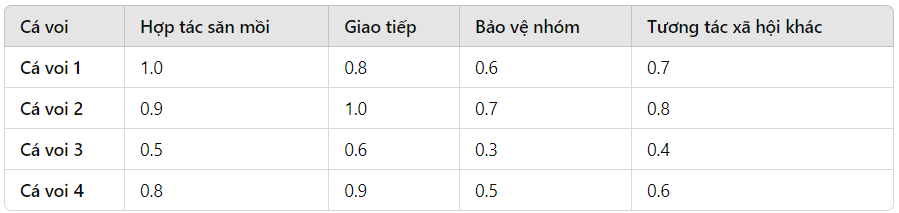 Cá voi Hợp tác săn mồi Giao tiếp Bảo vệ nhóm Tương tác xã hội khác
Cá voi 1 1.0 0.8 0.6 0.7
Cá voi 2 0.9 1.0 0.7 0.8
Cá voi 3 0.5 0.6 0.3 0.4
Cá voi 4 0.8 0.9 0.5 0.6